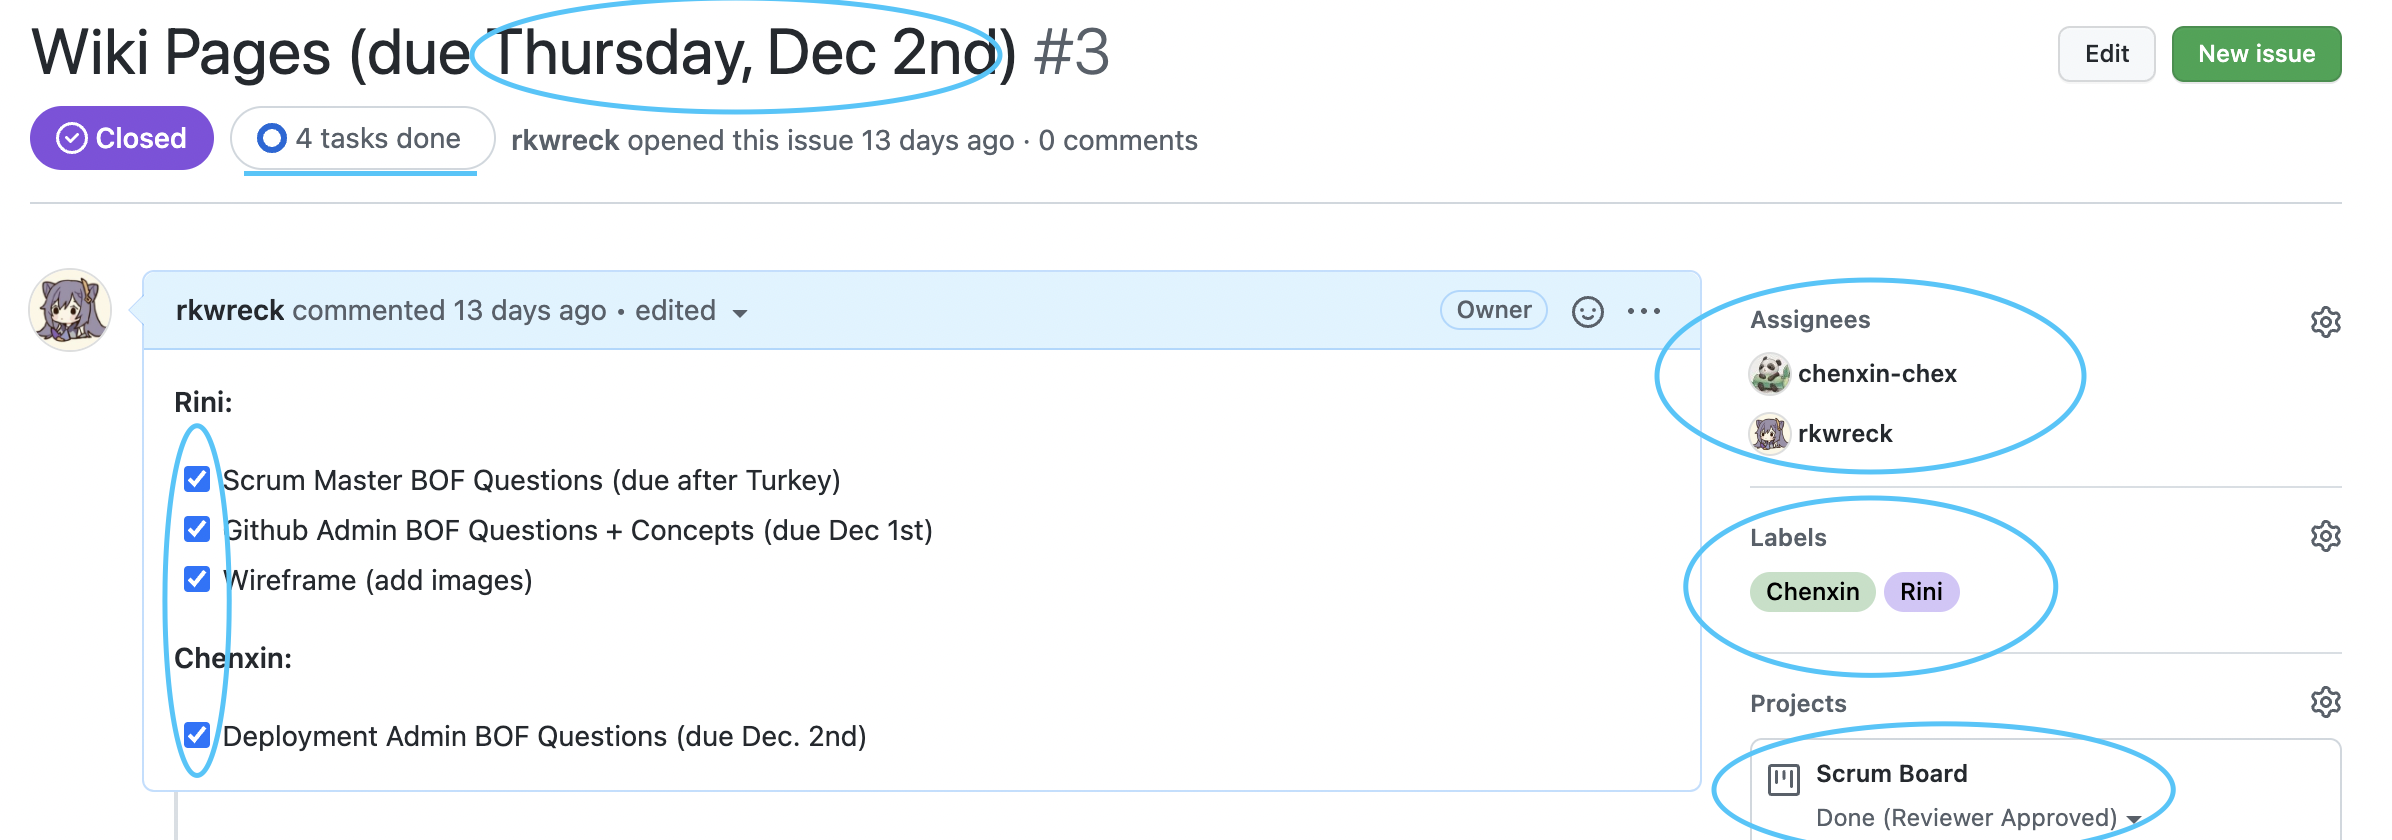 Wiki Pages (due Thursday, Dec 2nd) #3
Edit
New issue
Closed
4 tasks done
rkwreck opened this issue 13 days ago · 0 comments
rkwreck commented 13 days ago • edited
Owner
Rini:
Scrum Master BOF Questions (due after Turkey)
Github Admin BOF Questions + Concepts (due Dec 1st)
Wireframe (add images)
Chenxin:
Deployment Admin BOF Questions (due Dec. 2nd)
Assignees
chenxin-chex
rkwreck
Labels
Chenxin Rini
Projects
Scrum Board
Done (Reviewer Approved)